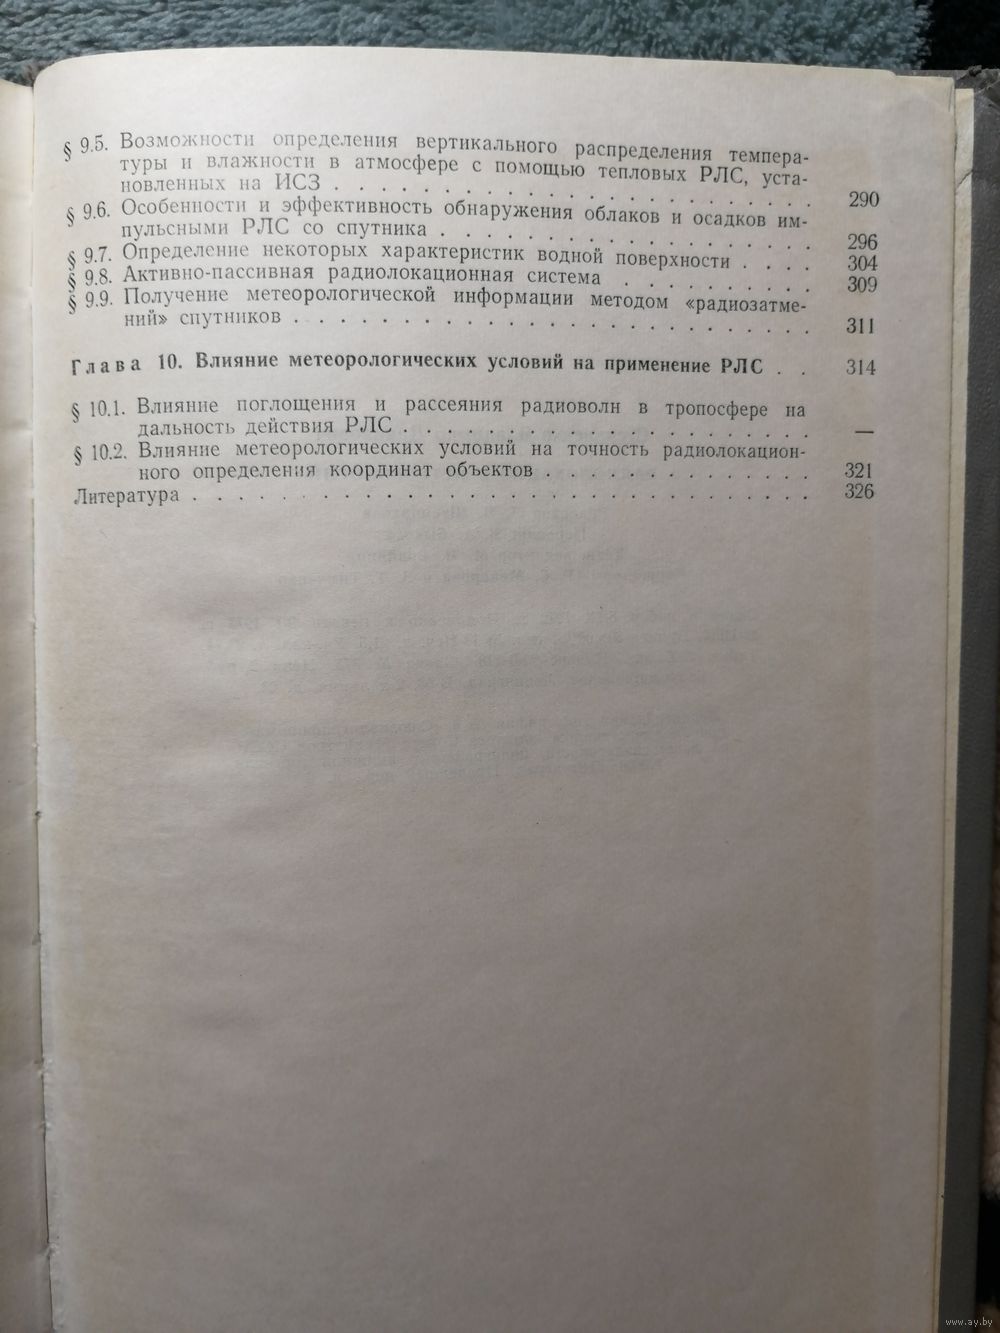 § 9.5. Возможности определения вертикального распределения темпера-
туры и влажности в атмосфере с помощью тепловых РЛС, уста-
новленных на ИСЗ . . . . . . . . . . . . . . . . . . . . . . . 290
§ 9.6. Особенности и эффективность обнаружения облаков и осадков им-
пульсными РЛС со спутника . . . . . . . . . . . . . . . . . . 296
§ 9.7. Определение некоторых характеристик водной поверхности . . . . 304
§ 9.8. Активно-пассивная радиолокационная система . . . . . . . . . . 309
§ 9.9. Получение метеорологической информации методом «радиозатме-
ний» спутников . . . . . . . . . . . . . . . . . . . . . . . . . 311
Глава 10. Влияние метеорологических условий на применение РЛС . . 314
§ 10.1. Влияние поглощения и рассеяния радиоволн в тропосфере на
дальность действия РЛС . . . . . . . . . . . . . . . . . . . . —
§ 10.2. Влияние метеорологических условий на точность радиолокацион-
ного определения координат объектов . . . . . . . . . . . . . 321
Литература . . . . . . . . . . . . . . . . . . . . . . . . . . . . . 326
www.ay.by